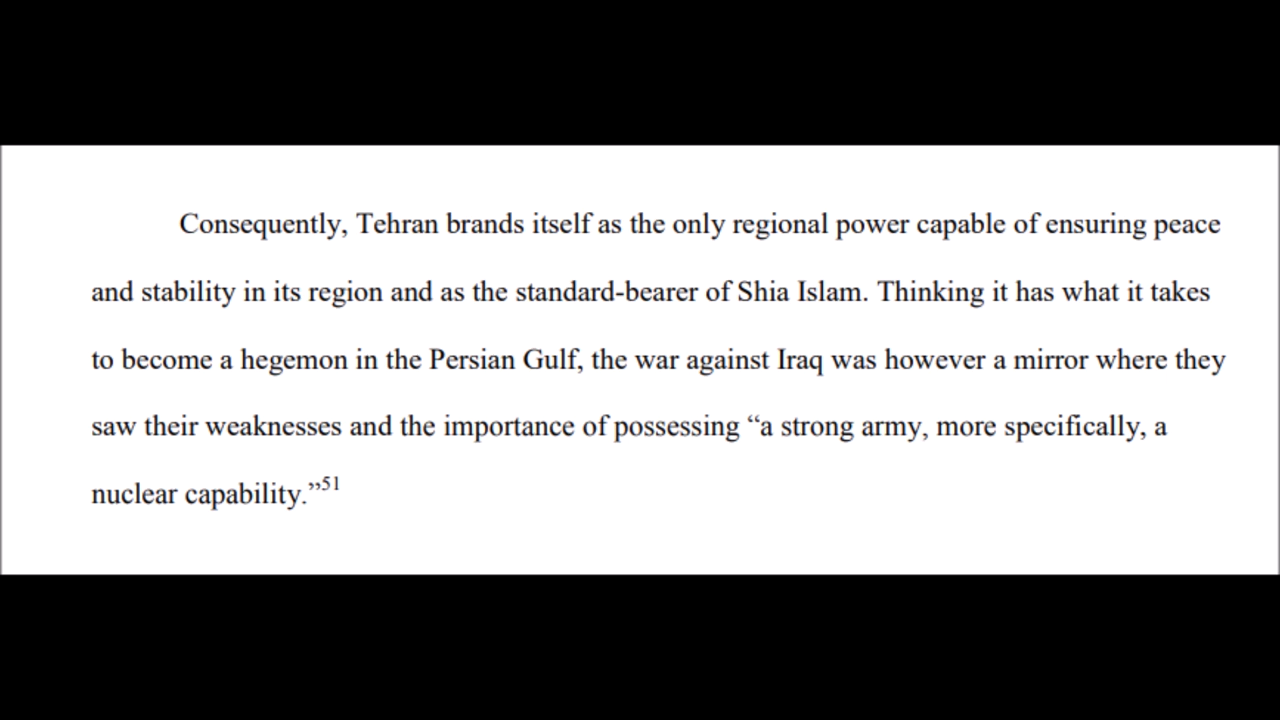 Consequently, Tehran brands itself as the only regional power capable of ensuring peace
and stability in its region and as the standard-bearer of Shia Islam. Thinking it has what it takes
to become a hegemon in the Persian Gulf, the war against Iraq was however a mirror where they
saw their weaknesses and the importance of possessing “a strong army, more specifically, a
nuclear capability.”51